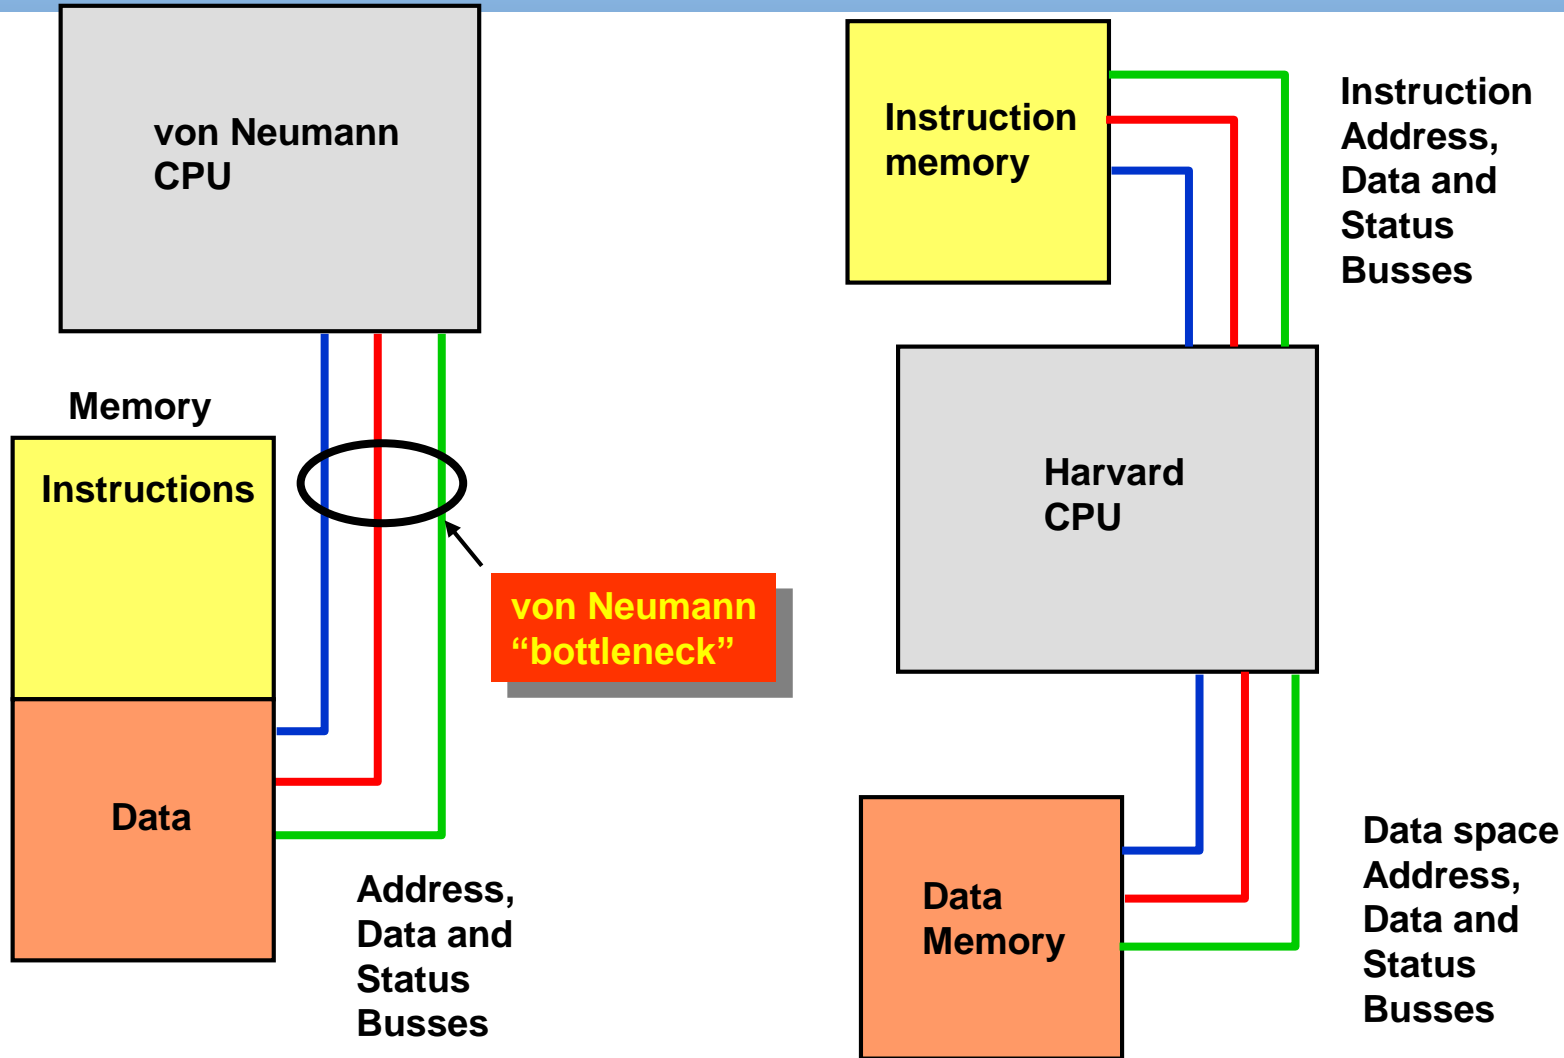 von Neumann
CPU
Memory
Instructions
von Neumann
“bottleneck”
Data
Address,
Data and
Status
Busses
Instruction
memory
Instruction
Address,
Data and
Status
Busses
Harvard
CPU
Data
Memory
Data space
Address,
Data and
Status
Busses